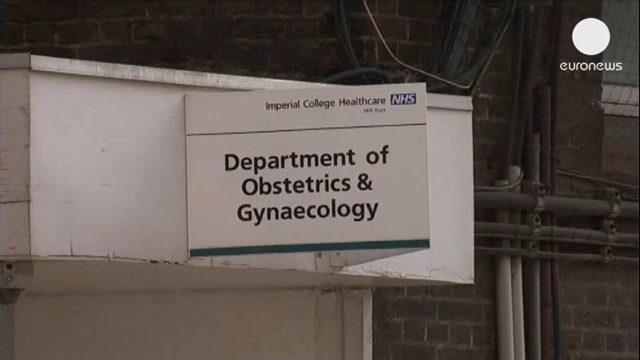 euronews
Imperial College Healthcare NHS
NHS Trust
Department of
Obstetrics &
Gynaecology